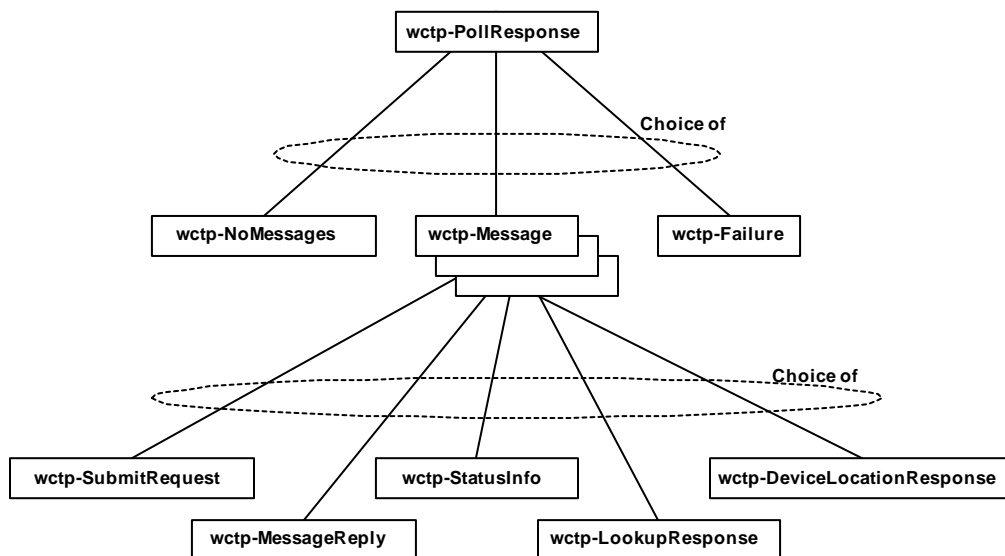 wctp-PollResponse
Choice of
wctp-NoMessages
wctp-Message
wctp-Failure
Choice of
wctp-SubmitRequest
wctp-StatusInfo
wctp-DeviceLocationResponse
wctp-MessageReply
wctp-LookupResponse